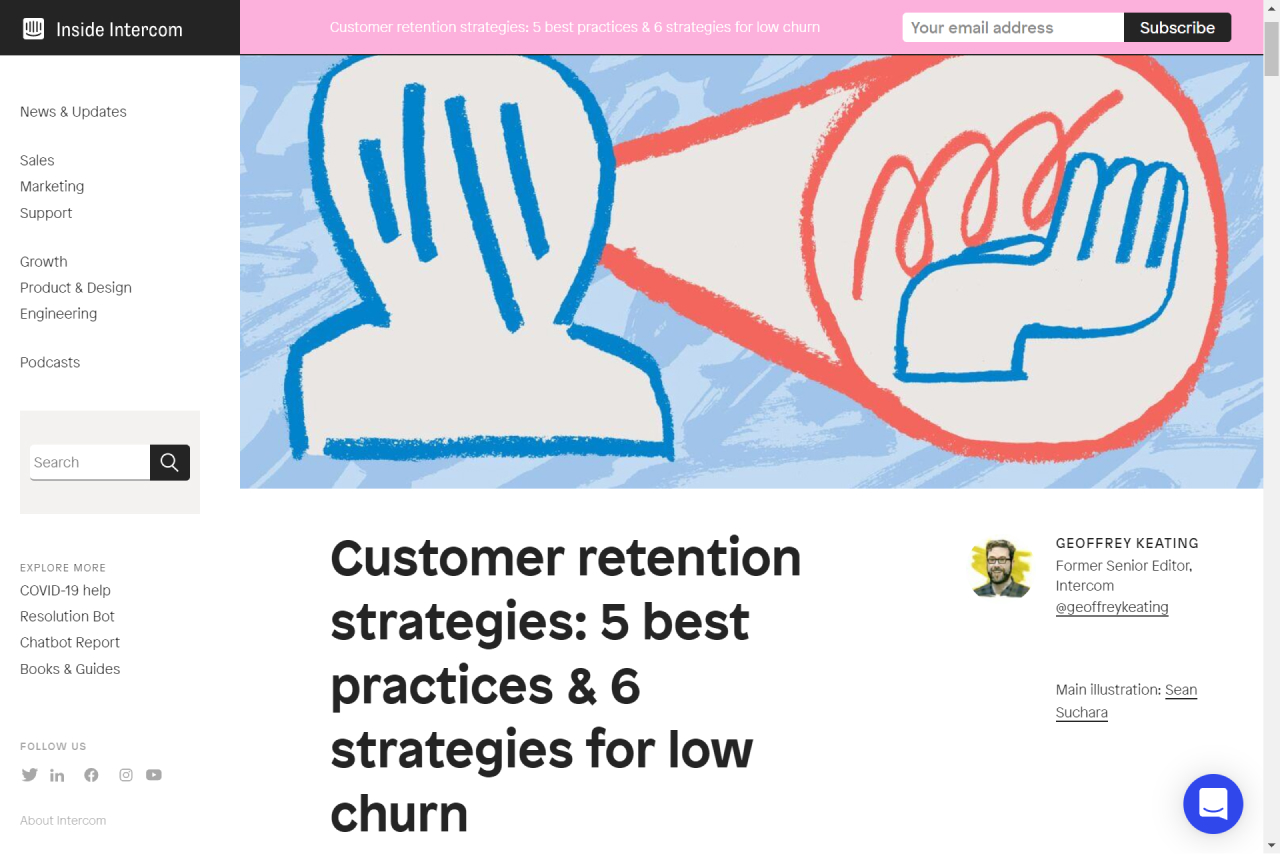 Inside Intercom
Customer retention strategies: 5 best practices & 6 strategies for low churn
Your email address
Subscribe
News & Updates
Sales
Marketing
Support
Growth
Product & Design
Engineering
Podcasts
Search
EXPLORE MORE
COVID-19 help
Resolution Bot
Chatbot Report
Books & Guides
FOLLOW US
About Intercom
Customer retention
strategies: 5 best
practices & 6
strategies for low
churn
GEOFFREY KEATING
Former Senior Editor,
Intercom
@geoffreykeating
Main illustration: Sean
Suchara